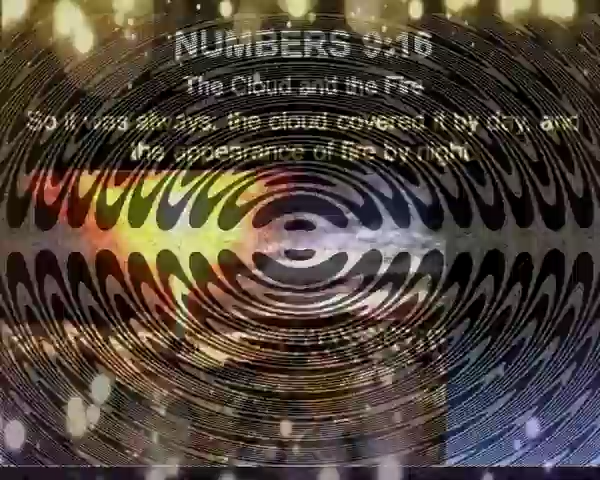 NUMBERS 9:16
The Cloud and the Fire
So it was always: the cloud covered it by day, and
the appearance of fire by night.